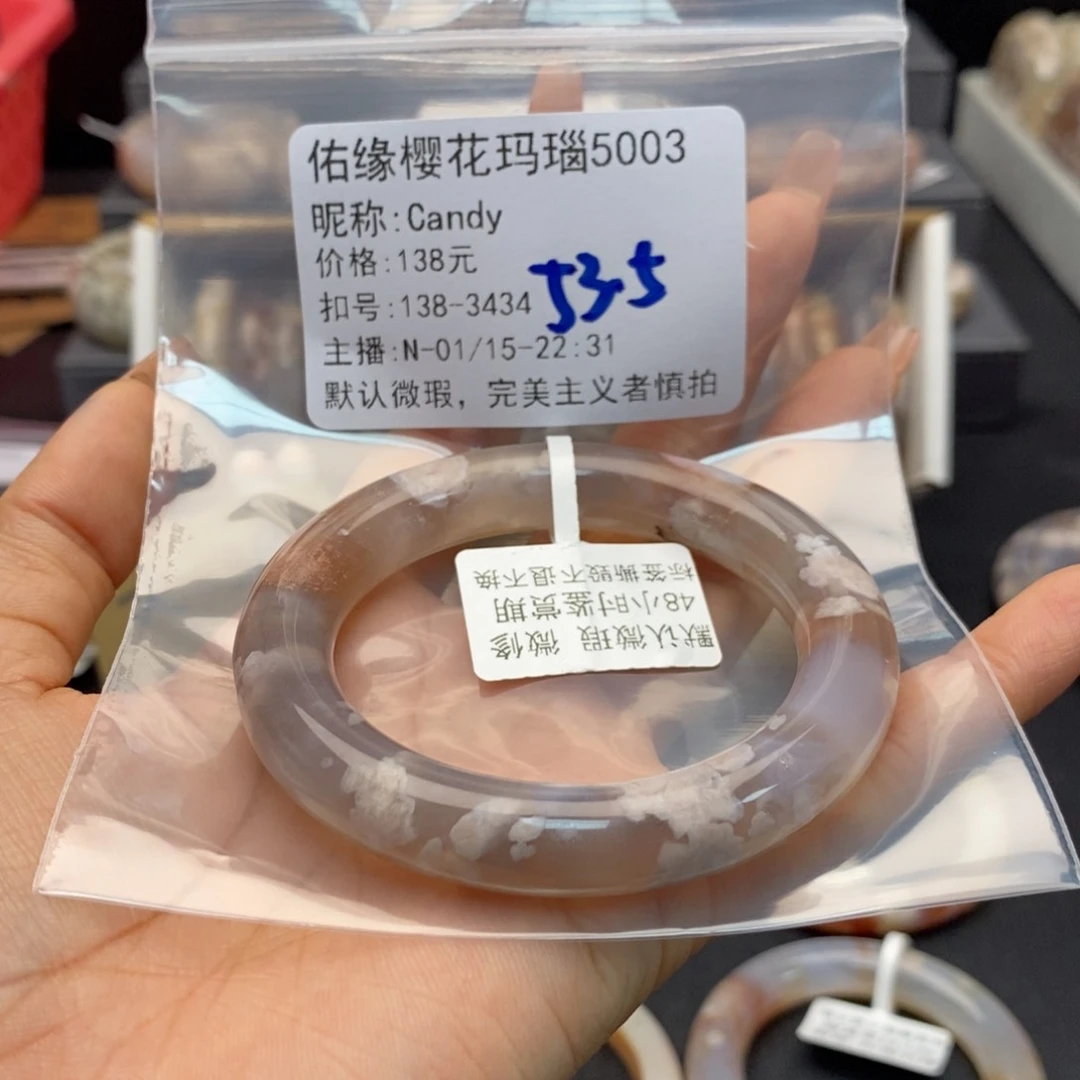 佑缘樱花玛瑙5003
昵称:Candy
价格:138元
扣号:138-3434
53.5
主播:N-01/15-22:31
默认微瑕，完美主义者慎拍
默认微瑕 微修
48小时鉴赏期
标签撕毁不退不换